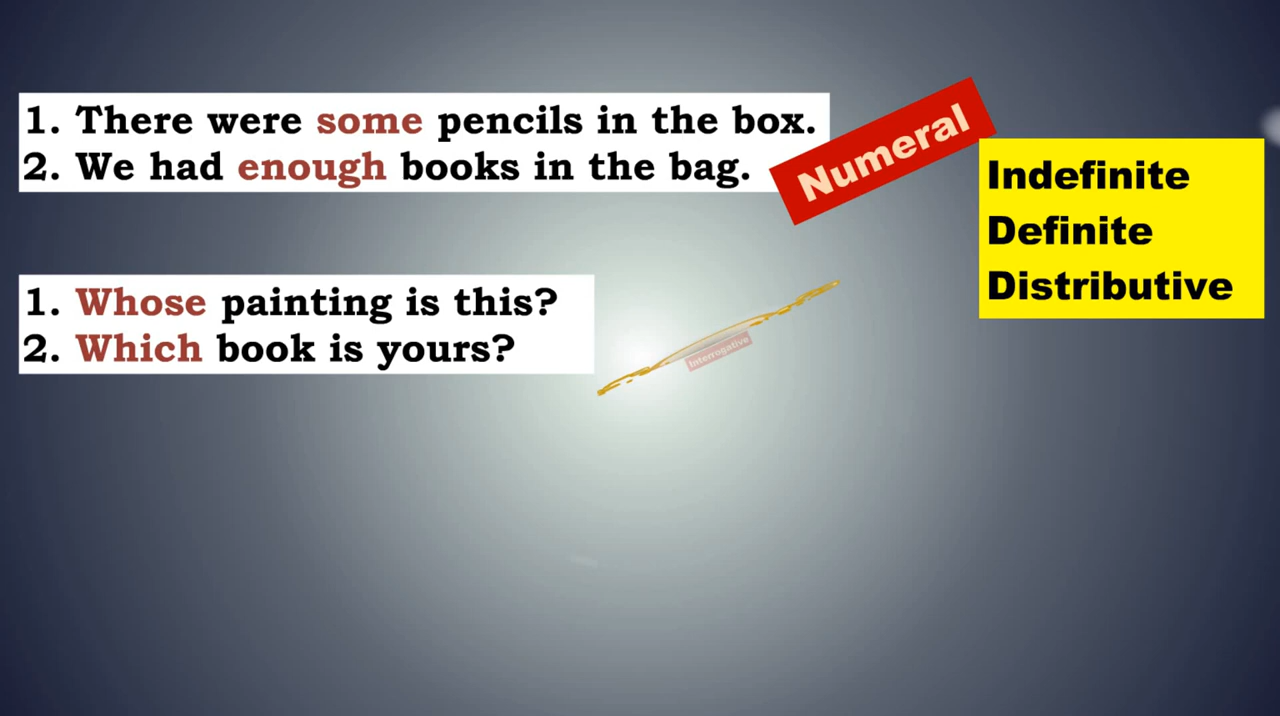 1. There were some pencils in the box.
2. We had enough books in the bag.
Numeral
Indefinite
Definite
Distributive
1. Whose painting is this?
2. Which book is yours?
Interrogative